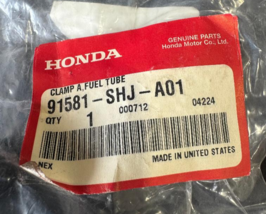 HONDA
GENUINE PARTS
Honda Motor Co., Ltd.
CLAMP A,FUEL TUBE
91581-SHJ-A01
QTY 1 000712 04224
NEX MADE IN UNITED STATES